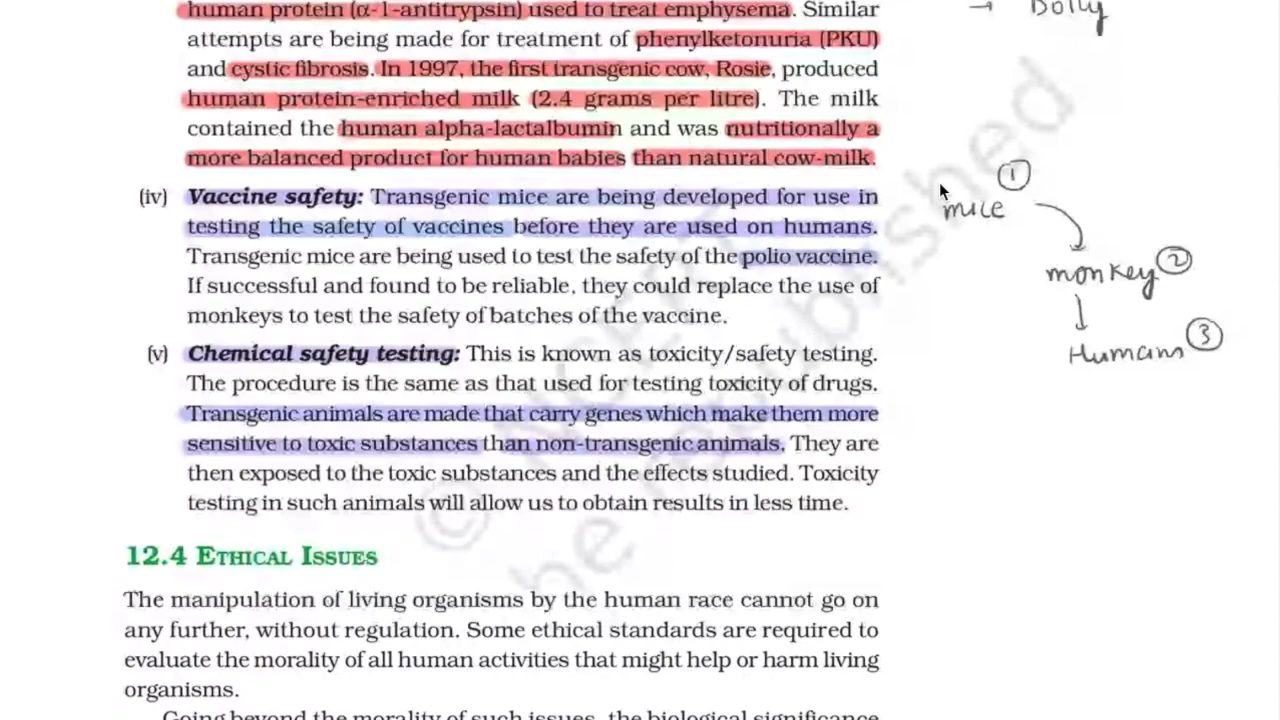 human protein (α-1-antitrypsin) used to treat emphysema. Similar
attempts are being made for treatment of phenylketonuria (PKU)
and cystic fibrosis. In 1997, the first transgenic cow, Rosie, produced
human protein-enriched milk (2.4 grams per litre). The milk
contained the human alpha-lactalbumin and was nutritionally a
more balanced product for human babies than natural cow-milk.
(iv) Vaccine safety: Transgenic mice are being developed for use in
testing the safety of vaccines before they are used on humans.
Transgenic mice are being used to test the safety of the polio vaccine.
If successful and found to be reliable, they could replace the use of
monkeys to test the safety of batches of the vaccine.
(v) Chemical safety testing: This is known as toxicity/safety testing.
The procedure is the same as that used for testing toxicity of drugs.
Transgenic animals are made that carry genes which make them more
sensitive to toxic substances than non-transgenic animals. They are
then exposed to the toxic substances and the effects studied. Toxicity
testing in such animals will allow us to obtain results in less time.
12.4 ETHICAL ISSUES
The manipulation of living organisms by the human race cannot go on
any further, without regulation. Some ethical standards are required to
evaluate the morality of all human activities that might help or harm living
organisms.
Going beyond the morality of such issues, the biological significance
→ Dolly
mice ①
monkey ②
Humans ③
©
be republished